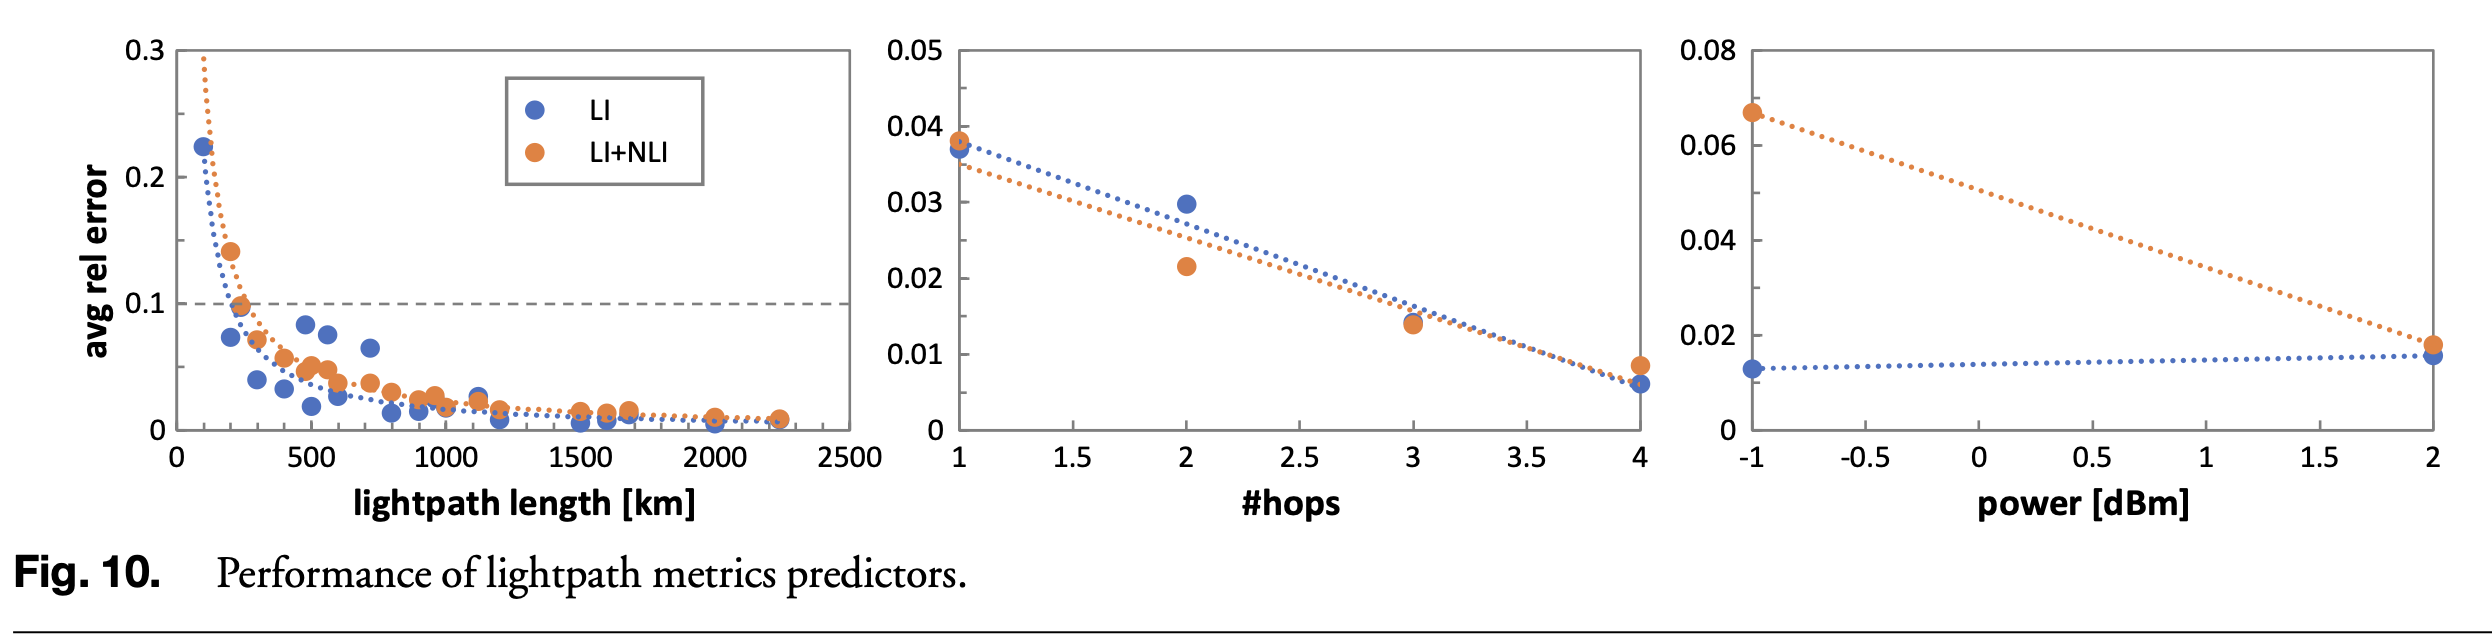 0.3
0.2
0.1
0
avg rel error
LI
LI+NLI
0 500 1000 1500 2000 2500
lightpath length [km]
0.05
0.04
0.03
0.02
0.01
0
1 1.5 2 2.5 3 3.5 4
#hops
0.08
0.06
0.04
0.02
0
-1 -0.5 0 0.5 1 1.5 2
power [dBm]
Fig. 10. Performance of lightpath metrics predictors.